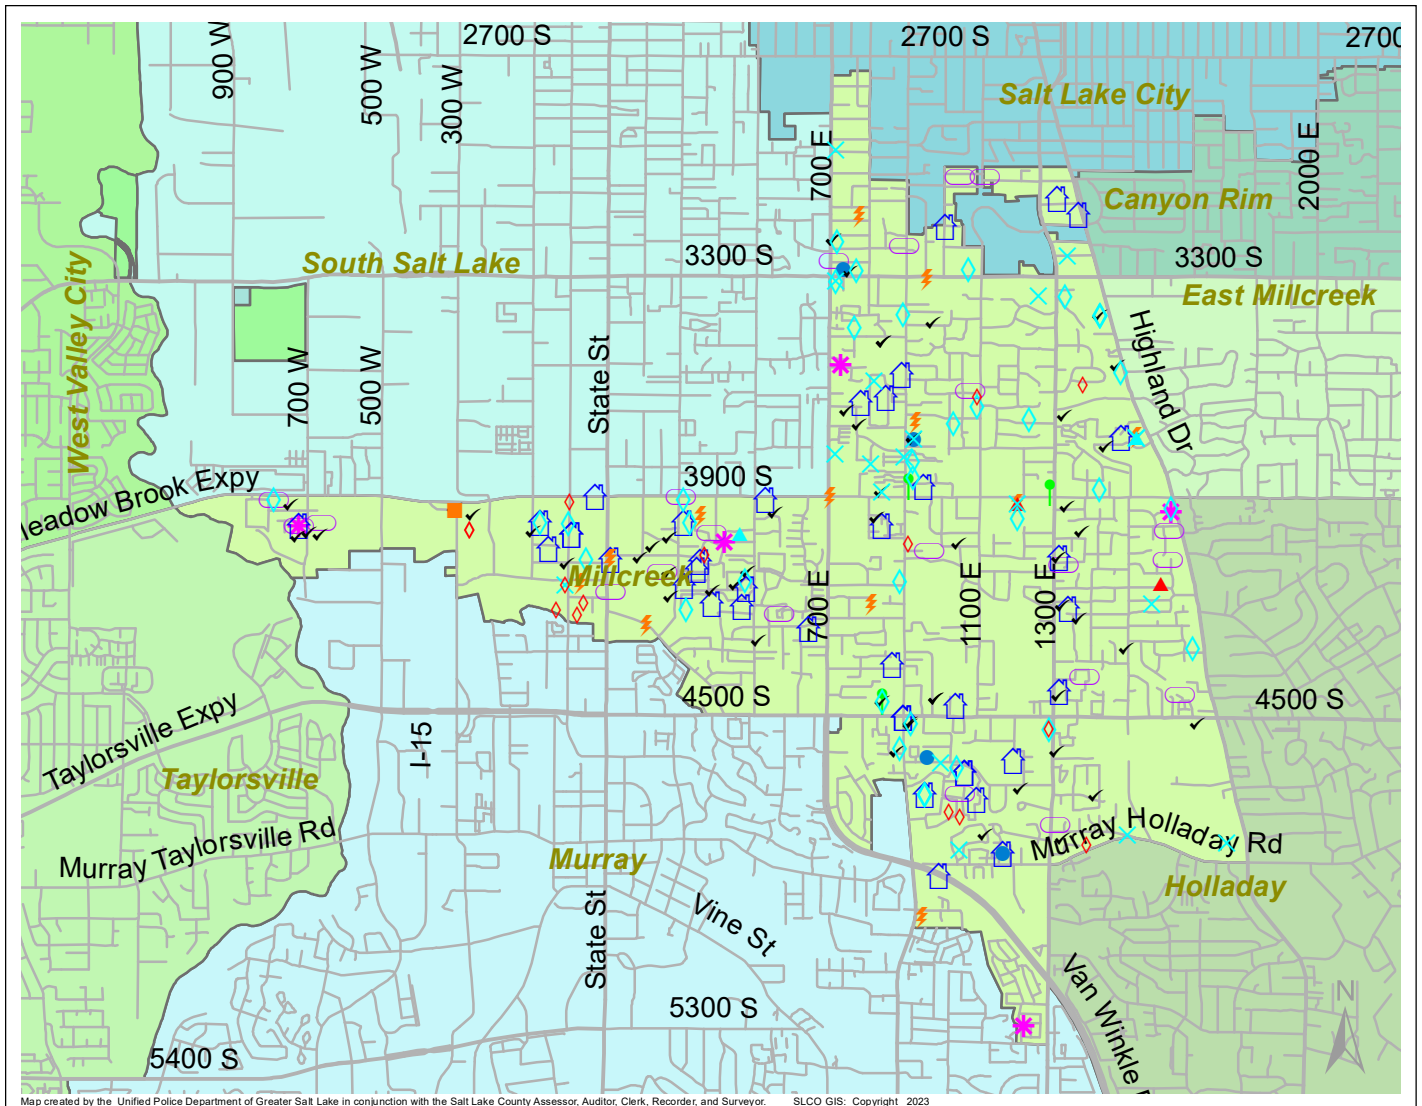 2700 S
2700 S
2700
900 W
500 W
300 W
Salt Lake City
700 E
2000 E
Canyon Rim
3300 S
3300 S
South Salt Lake
West Valley City
East Millcreek
Highland Dr
State St
700 W
500 W
3900 S
Meadow Brook Expy
Millcreek
700 E
1100 E
1300 E
4500 S
4500 S
Taylorsville Expy
I-15
Taylorsville
Murray Taylorsville Rd
Murray
Murray Holladay Rd
Holladay
State St
Vine St
Van Winkle
5300 S
5400 S
N
Map created by the Unified Police Department of Greater Salt Lake in conjunction with the Salt Lake County Assessor, Auditor, Clerk, Recorder, and Surveyor. SLCO GIS: Copyright 2023